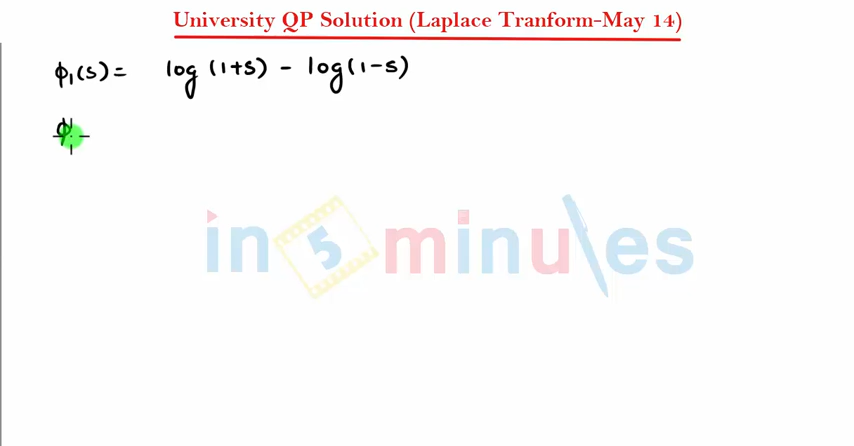 University QP Solution (Laplace Tranform-May 14)
ϕ₁(s) = log (1+s) - log(1-s)
ϕ
in 5 minutes